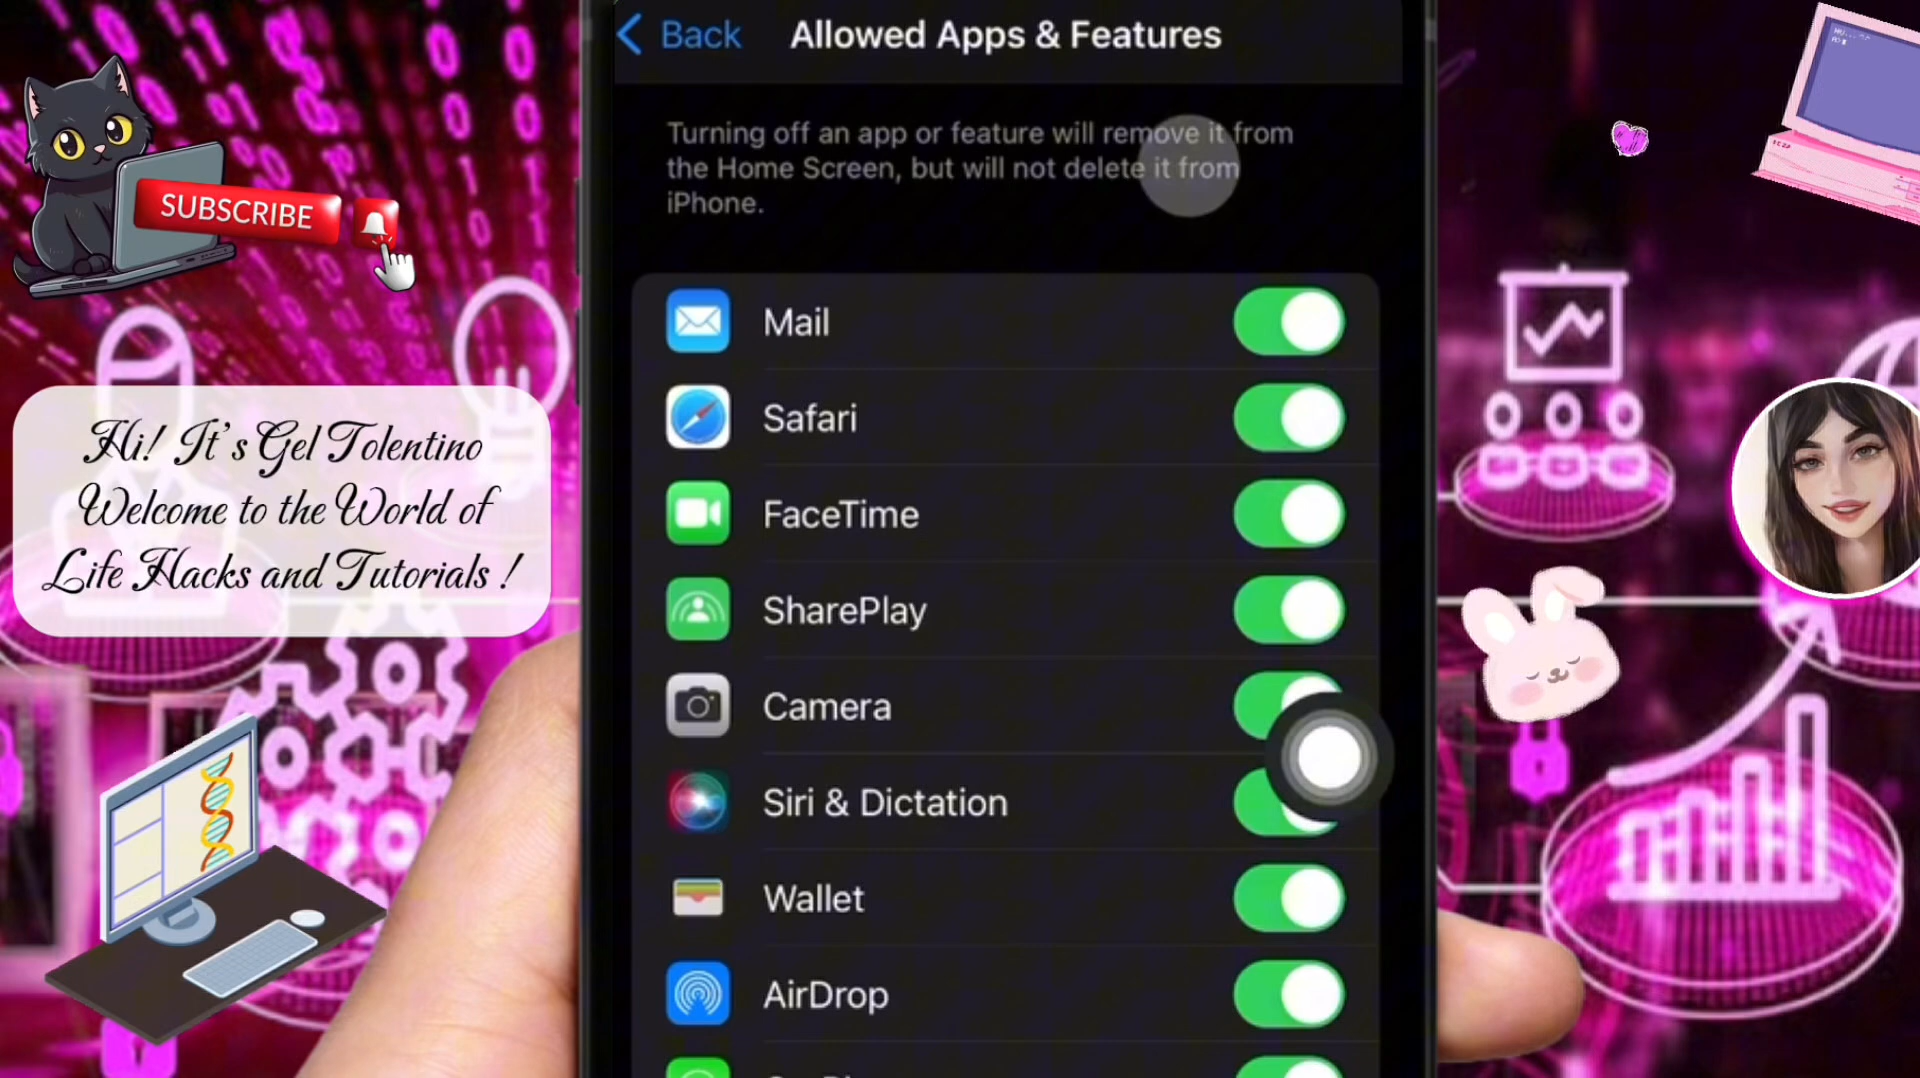 Back
Allowed Apps & Features
Turning off an app or feature will remove it from
the Home Screen, but will not delete it from
iPhone.
SUBSCRIBE
Mail
Safari
FaceTime
Hi! It's Gel Tolentino
Welcome to the World of
Life Hacks and Tutorials !
SharePlay
Camera
Siri & Dictation
Wallet
AirDrop